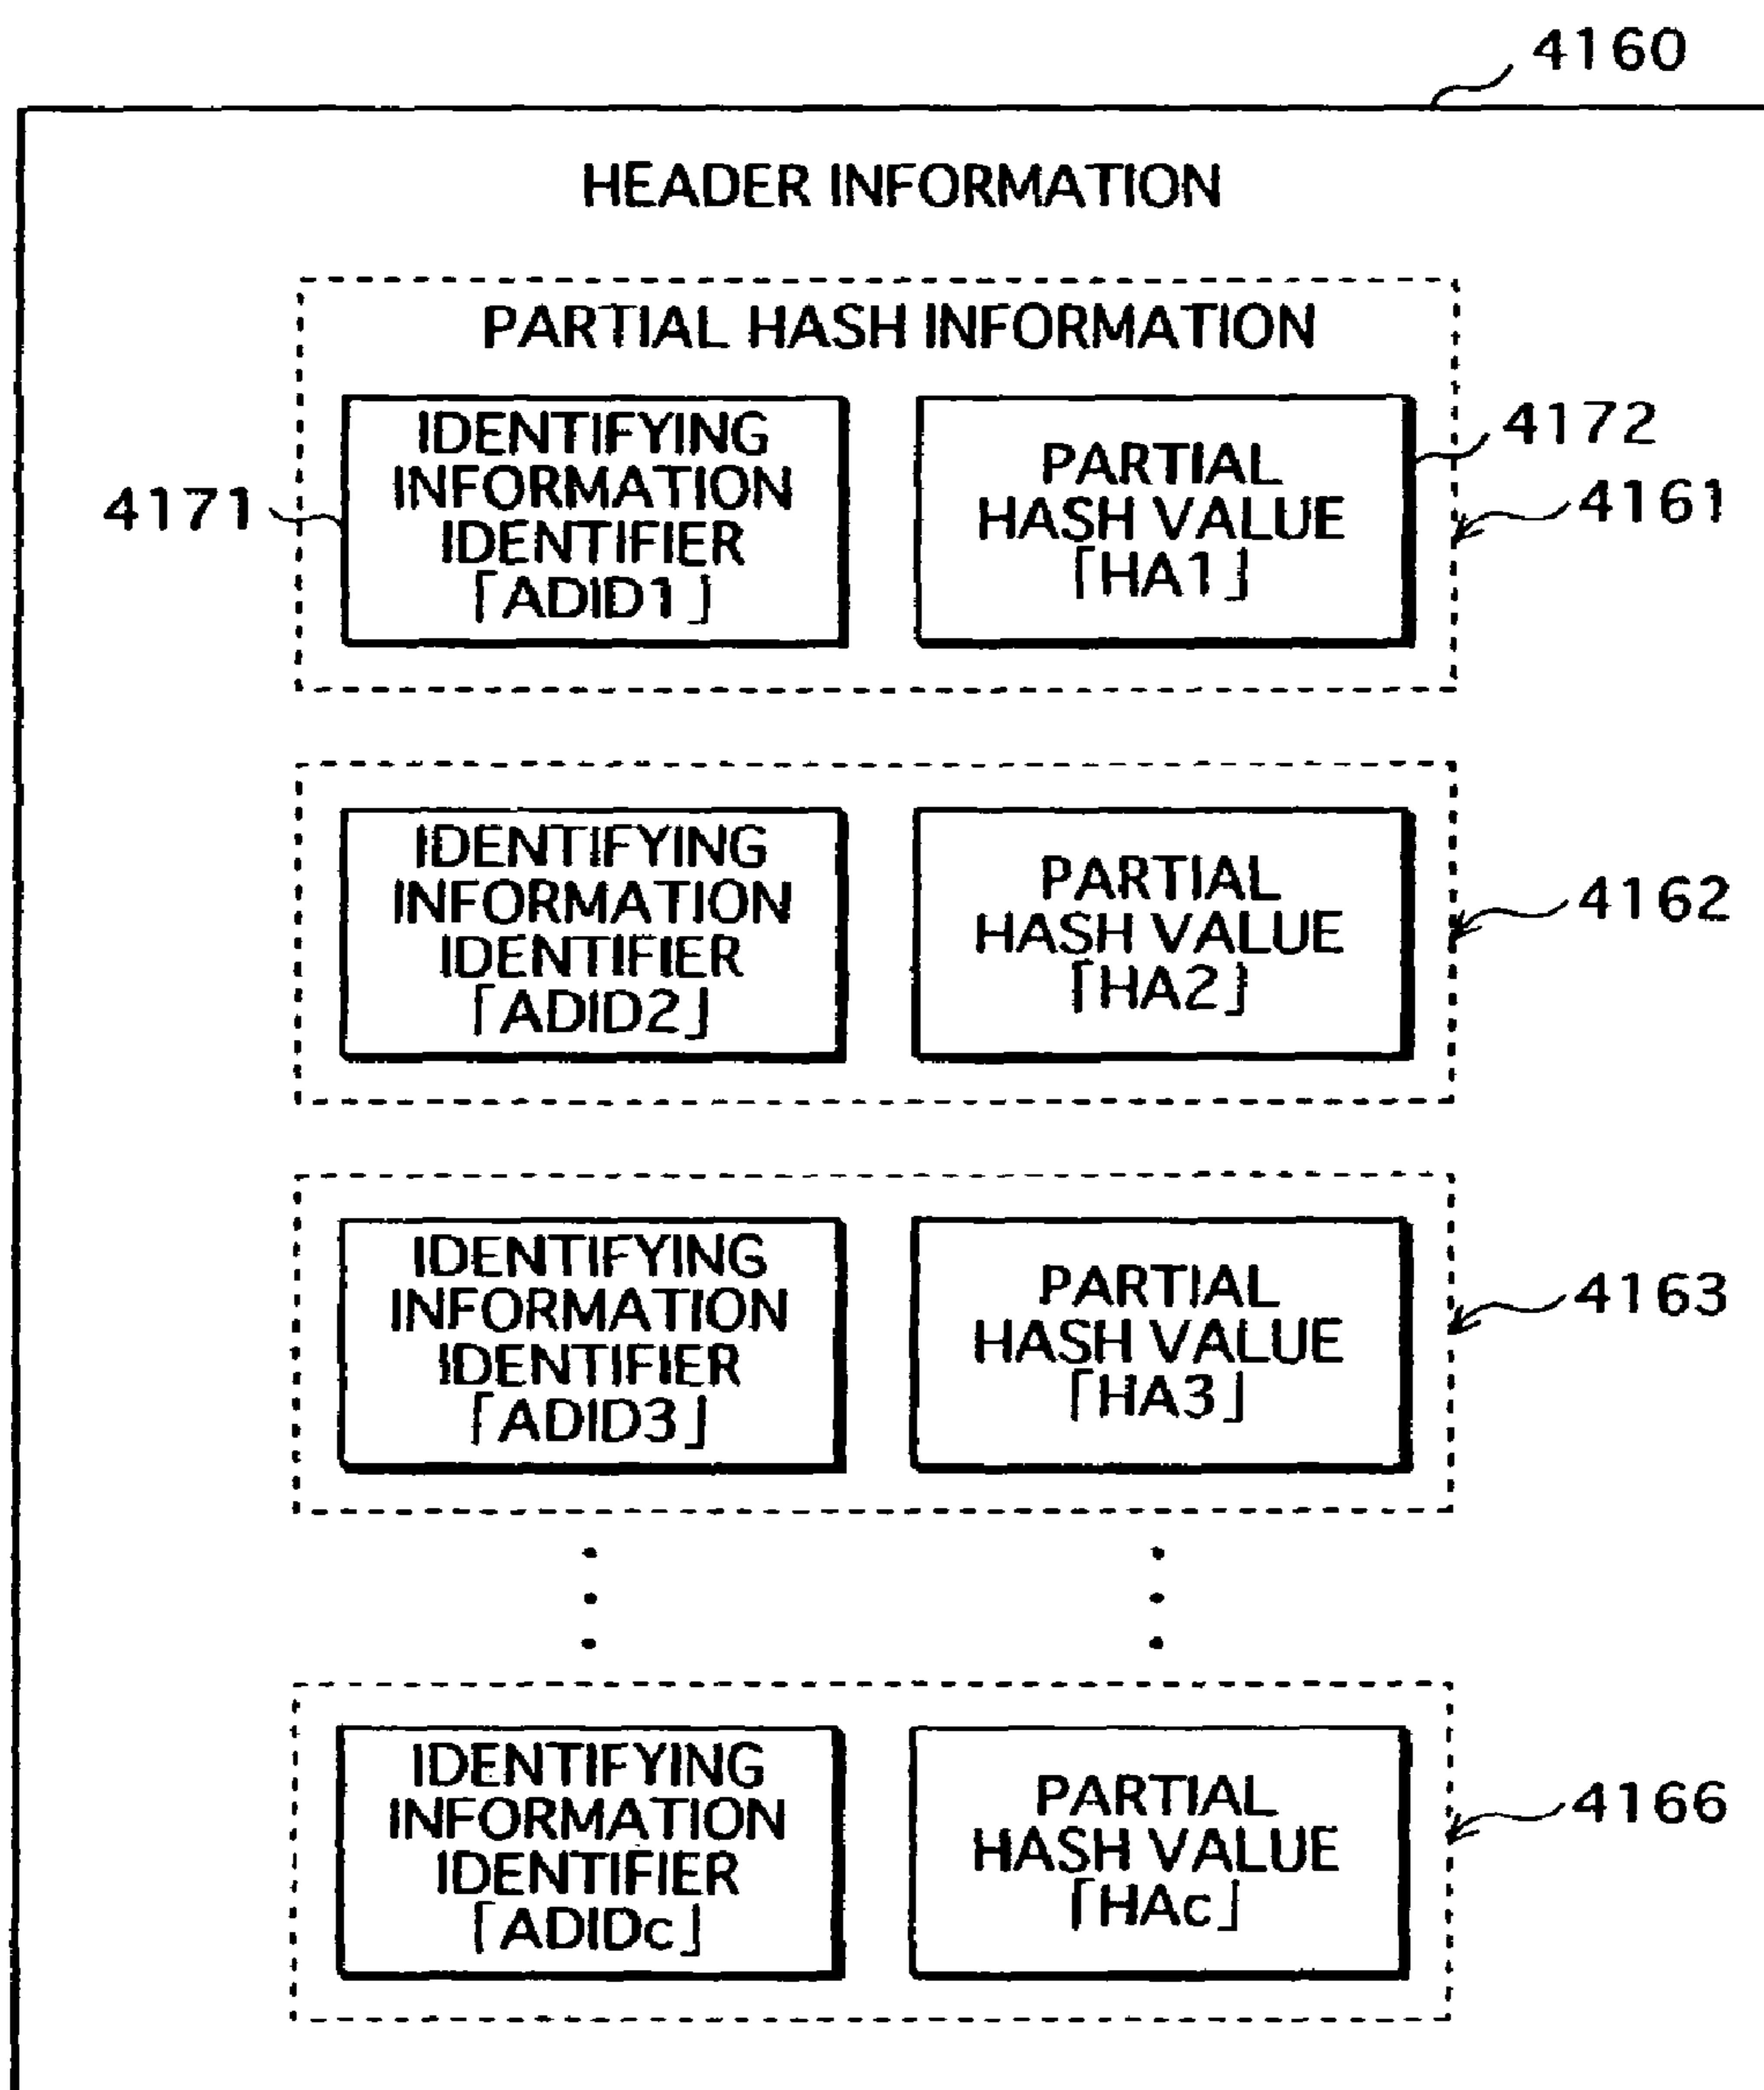 4160
HEADER INFORMATION
PARTIAL HASH INFORMATION
IDENTIFYING
INFORMATION
IDENTIFIER
「ADID1」
PARTIAL
HASH VALUE
「HA1」
4171
4172
4161
IDENTIFYING
INFORMATION
IDENTIFIER
「ADID2」
PARTIAL
HASH VALUE
「HA2」
4162
IDENTIFYING
INFORMATION
IDENTIFIER
「ADID3」
PARTIAL
HASH VALUE
「HA3」
4163
IDENTIFYING
INFORMATION
IDENTIFIER
「ADIDc」
PARTIAL
HASH VALUE
「HAc」
4166